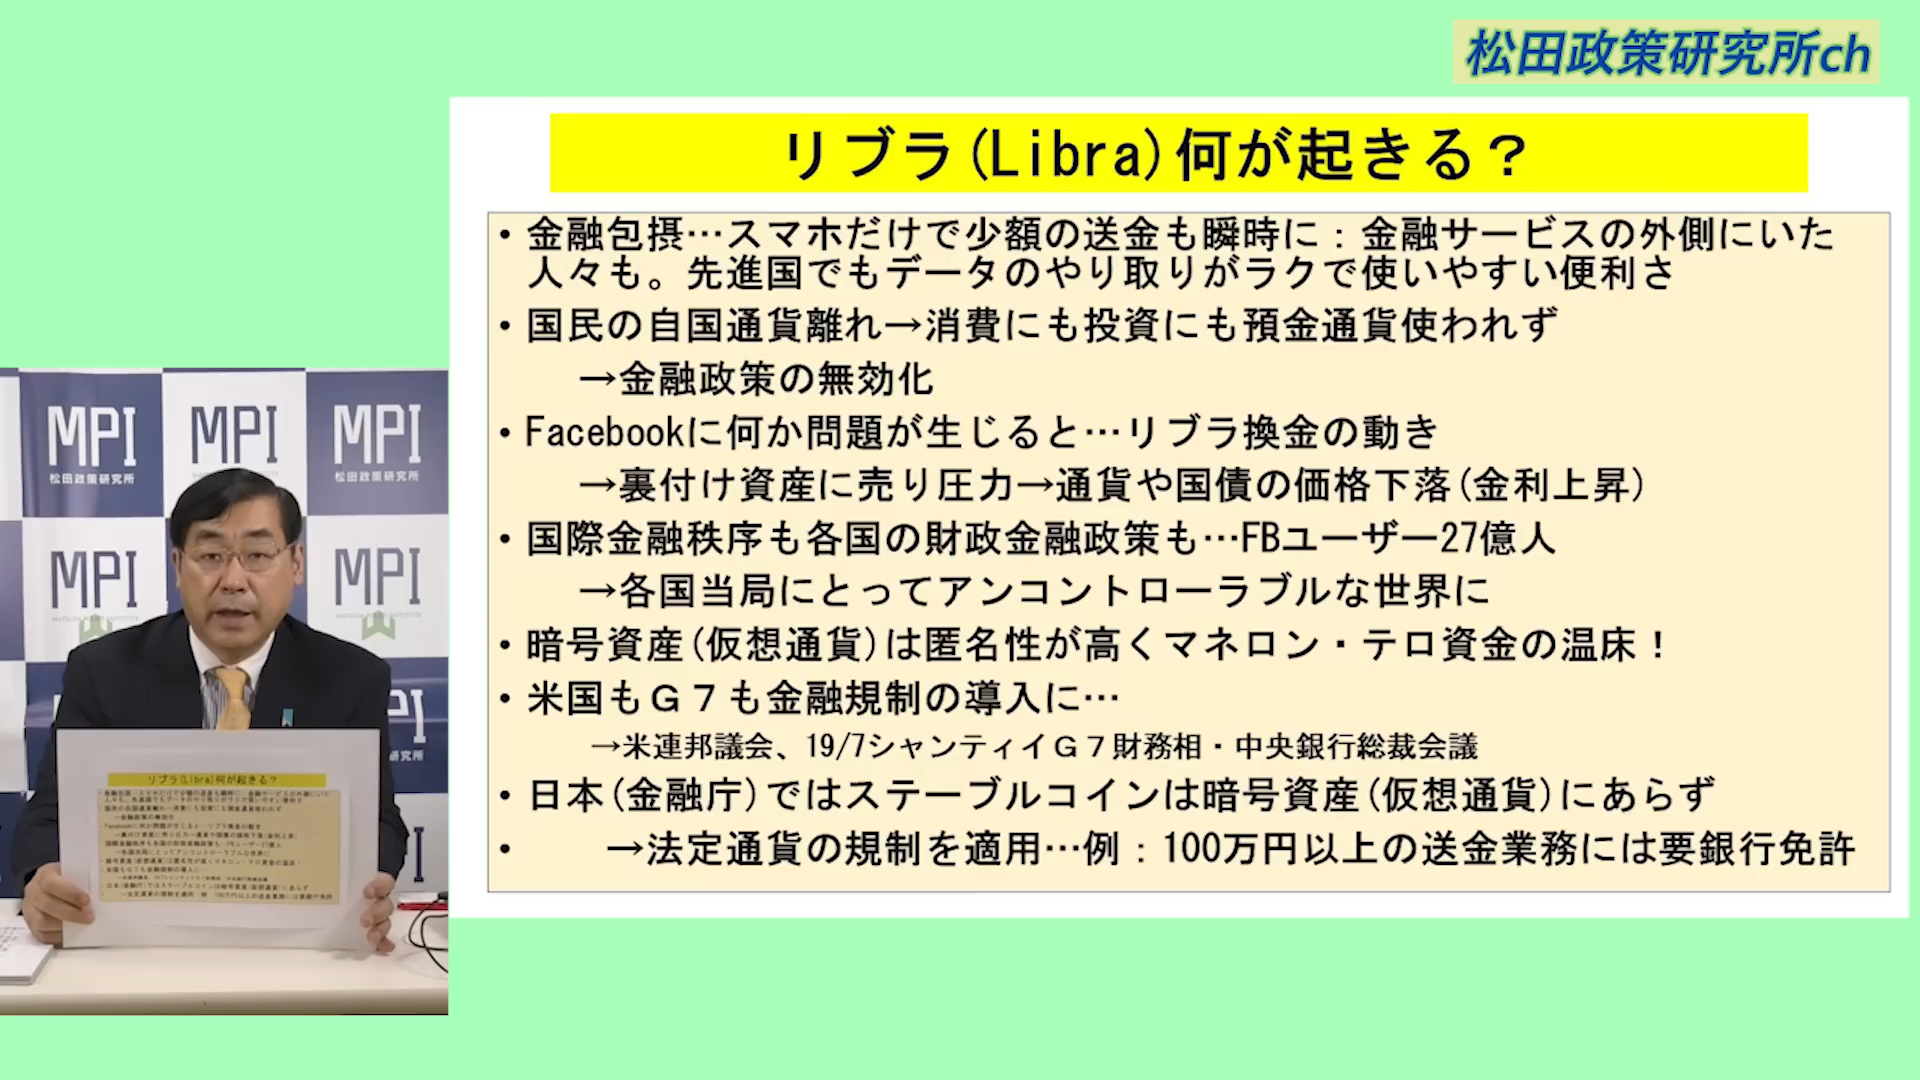 松田政策研究所ch
リブラ(Libra)何が起きる？
・金融包摂…スマホだけで少額の送金も瞬時に：金融サービスの外側にいた
人々も。先進国でもデータのやり取りがラクで使いやすい便利さ
・国民の自国通貨離れ→消費にも投資にも預金通貨使われず
→金融政策の無効化
・Facebookに何か問題が生じると…リブラ換金の動き
→裏付け資産に売り圧力→通貨や国債の価格下落(金利上昇)
・国際金融秩序も各国の財政金融政策も…FBユーザー27億人
→各国当局にとってアンコントローラブルな世界に
・暗号資産(仮想通貨)は匿名性が高くマネロン・テロ資金の温床！
・米国もＧ７も金融規制の導入に…
→米連邦議会、19/7シャンティイＧ７財務相・中央銀行総裁会議
・日本(金融庁)ではステーブルコインは暗号資産(仮想通貨)にあらず
・　　→法定通貨の規制を適用…例：100万円以上の送金業務には要銀行免許
MPI
松田政策研究所
MPI
MPI
松田政策研究所
MPI
MPI
リブラ(Libra)何が起きる？